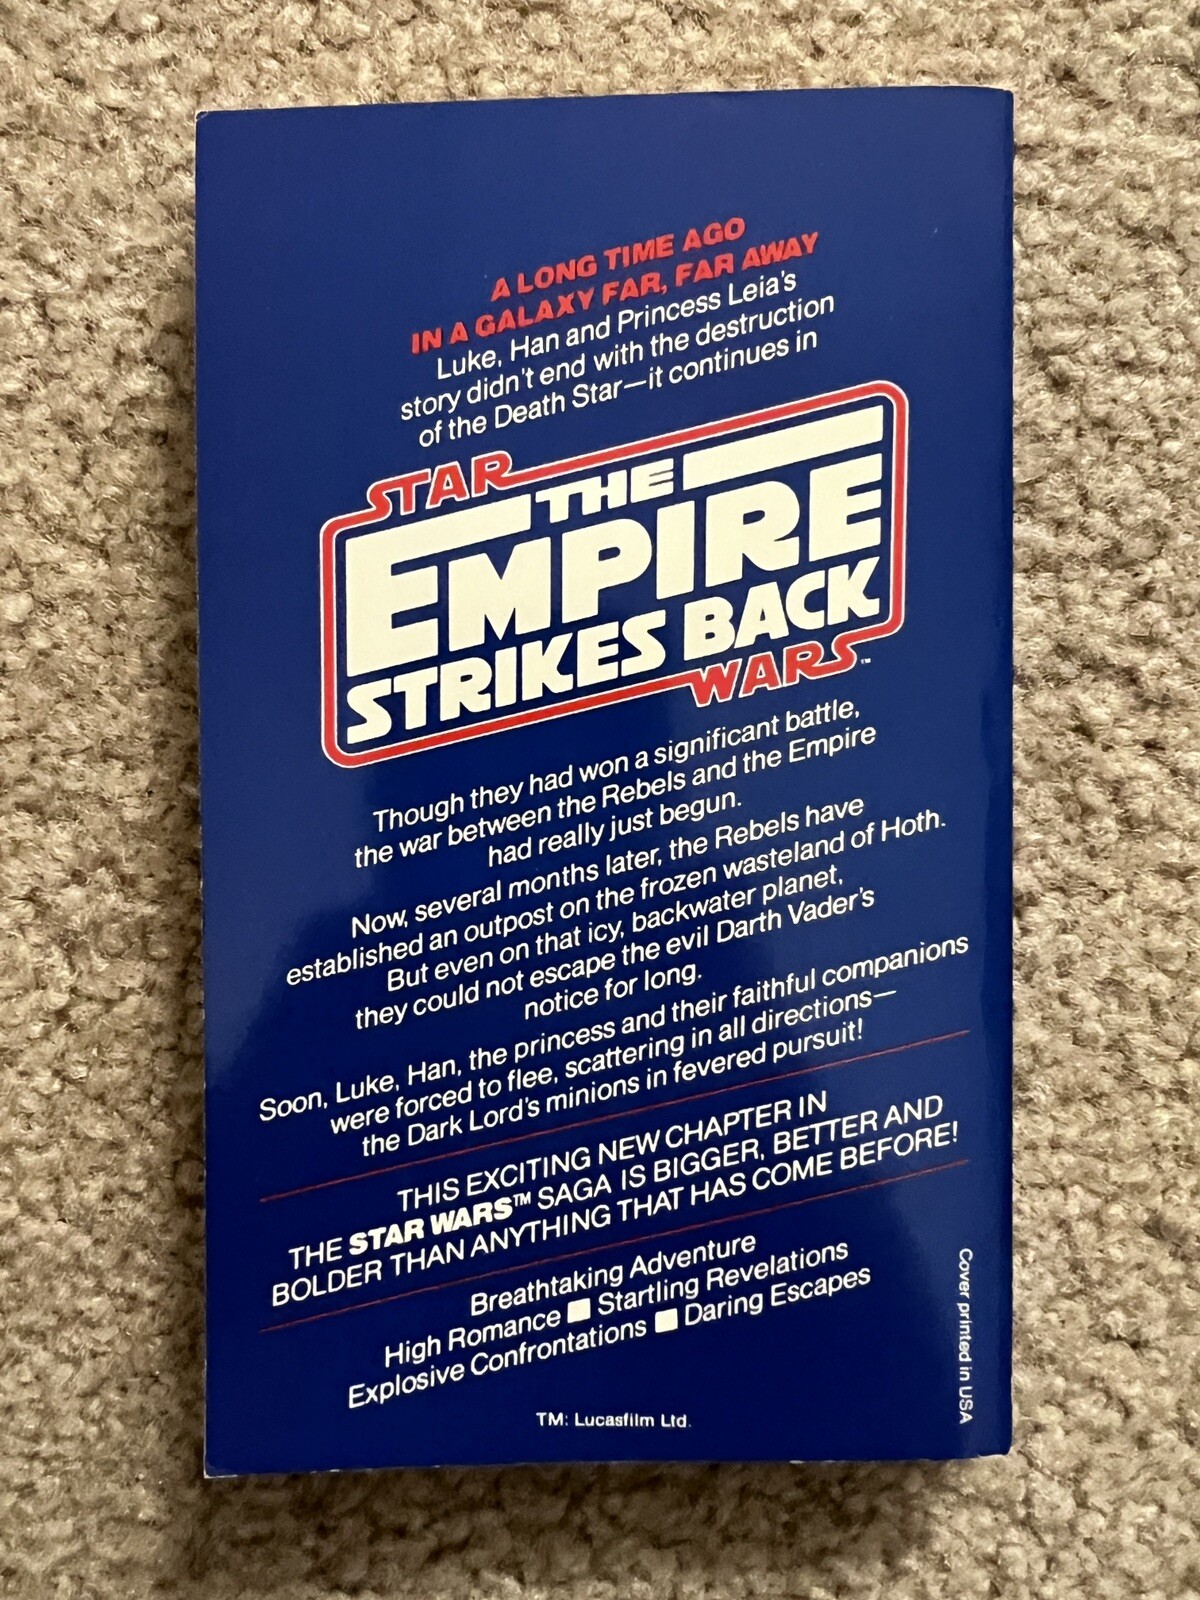 A LONG TIME AGO
IN A GALAXY FAR, FAR AWAY
Luke, Han and Princess Leia's
story didn't end with the destruction
of the Death Star—it continues in
STAR
THE
EMPIRE
STRIKES BACK
WARS™
Though they had won a significant battle,
the war between the Rebels and the Empire
had really just begun.
Now, several months later, the Rebels have
established an outpost on the frozen wasteland of Hoth.
But even on that icy, backwater planet,
they could not escape the evil Darth Vader's
notice for long.
Soon, Luke, Han, the princess and their faithful companions
were forced to flee, scattering in all directions—
the Dark Lord's minions in fevered pursuit!
THIS EXCITING NEW CHAPTER IN
THE STAR WARS™ SAGA IS BIGGER, BETTER AND
BOLDER THAN ANYTHING THAT HAS COME BEFORE!
Breathtaking Adventure
High Romance ■ Startling Revelations
Explosive Confrontations ■ Daring Escapes
TM: Lucasfilm Ltd.
Cover printed in USA